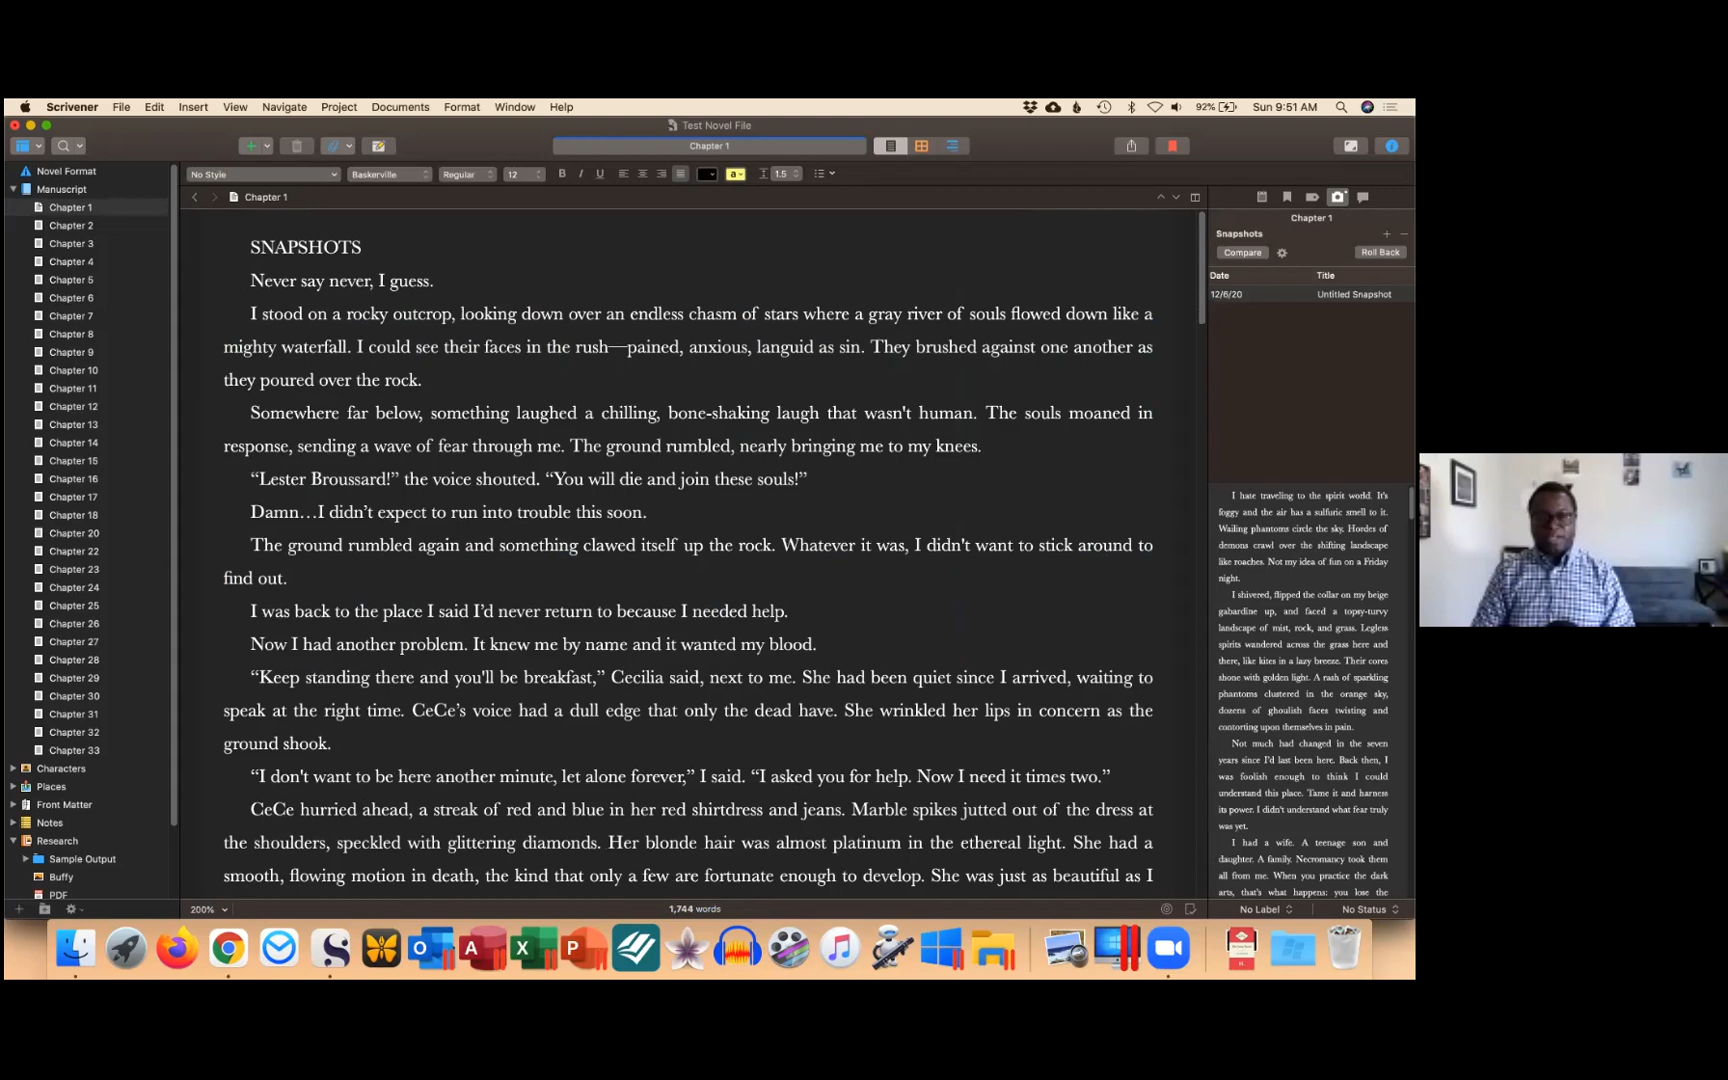 Scrivener File Edit Insert View Navigate Project Documents Format Window Help 92% Sun 9:51 AM
Test Novel File
Chapter 1
No Style Baskerville Regular 12 B I U a 1.5
Novel Format
Manuscript
Chapter 1
Chapter 2
Chapter 3
Chapter 4
Chapter 5
Chapter 6
Chapter 7
Chapter 8
Chapter 9
Chapter 10
Chapter 11
Chapter 12
Chapter 13
Chapter 14
Chapter 15
Chapter 16
Chapter 17
Chapter 18
Chapter 20
Chapter 22
Chapter 23
Chapter 24
Chapter 25
Chapter 26
Chapter 27
Chapter 28
Chapter 29
Chapter 30
Chapter 31
Chapter 32
Chapter 33
Characters
Places
Front Matter
Notes
Research
Sample Output
Buffy
PDF
Chapter 1
SNAPSHOTS
Never say never, I guess.
I stood on a rocky outcrop, looking down over an endless chasm of stars where a gray river of souls flowed down like a
mighty waterfall. I could see their faces in the rush—pained, anxious, languid as sin. They brushed against one another as
they poured over the rock.
Somewhere far below, something laughed a chilling, bone-shaking laugh that wasn't human. The souls moaned in
response, sending a wave of fear through me. The ground rumbled, nearly bringing me to my knees.
“Lester Broussard!” the voice shouted. “You will die and join these souls!”
Damn…I didn’t expect to run into trouble this soon.
The ground rumbled again and something clawed itself up the rock. Whatever it was, I didn't want to stick around to
find out.
I was back to the place I said I’d never return to because I needed help.
Now I had another problem. It knew me by name and it wanted my blood.
“Keep standing there and you'll be breakfast,” Cecilia said, next to me. She had been quiet since I arrived, waiting to
speak at the right time. CeCe’s voice had a dull edge that only the dead have. She wrinkled her lips in concern as the
ground shook.
“I don't want to be here another minute, let alone forever,” I said. “I asked you for help. Now I need it times two.”
CeCe hurried ahead, a streak of red and blue in her red shirtdress and jeans. Marble spikes jutted out of the dress at
the shoulders, speckled with glittering diamonds. Her blonde hair was almost platinum in the ethereal light. She had a
smooth, flowing motion in death, the kind that only a few are fortunate enough to develop. She was just as beautiful as I
200%
1,744 words
Chapter 1
Snapshots
Compare Roll Back
Date Title
12/6/20 Untitled Snapshot
I hate traveling to the spirit world. It's
foggy and the air has a sulfuric smell to it.
Wailing phantoms circle the sky. Hordes of
demons crawl over the shifting landscape
like roaches. Not my idea of fun on a Friday
night.
I shivered, flipped the collar on my beige
gabardine up, and faced a topsy-turvy
landscape of mist, rock, and grass. Legless
spirits wandered across the grass here and
there, like kites in a lazy breeze. Their cores
shone with golden light. A rash of sparkling
phantoms clustered in the orange sky,
dozens of ghoulish faces twisting and
contorting upon themselves in pain.
Not much had changed in the seven
years since I'd last been here. Back then, I
was foolish enough to think I could
understand this place. Tame it and harness
its power. I didn't understand what fear truly
was yet.
I had a wife. A teenage son and
daughter. A family. Necromancy took them
all from me. When you practice the dark
arts, that's what happens: you lose the
No Label No Status